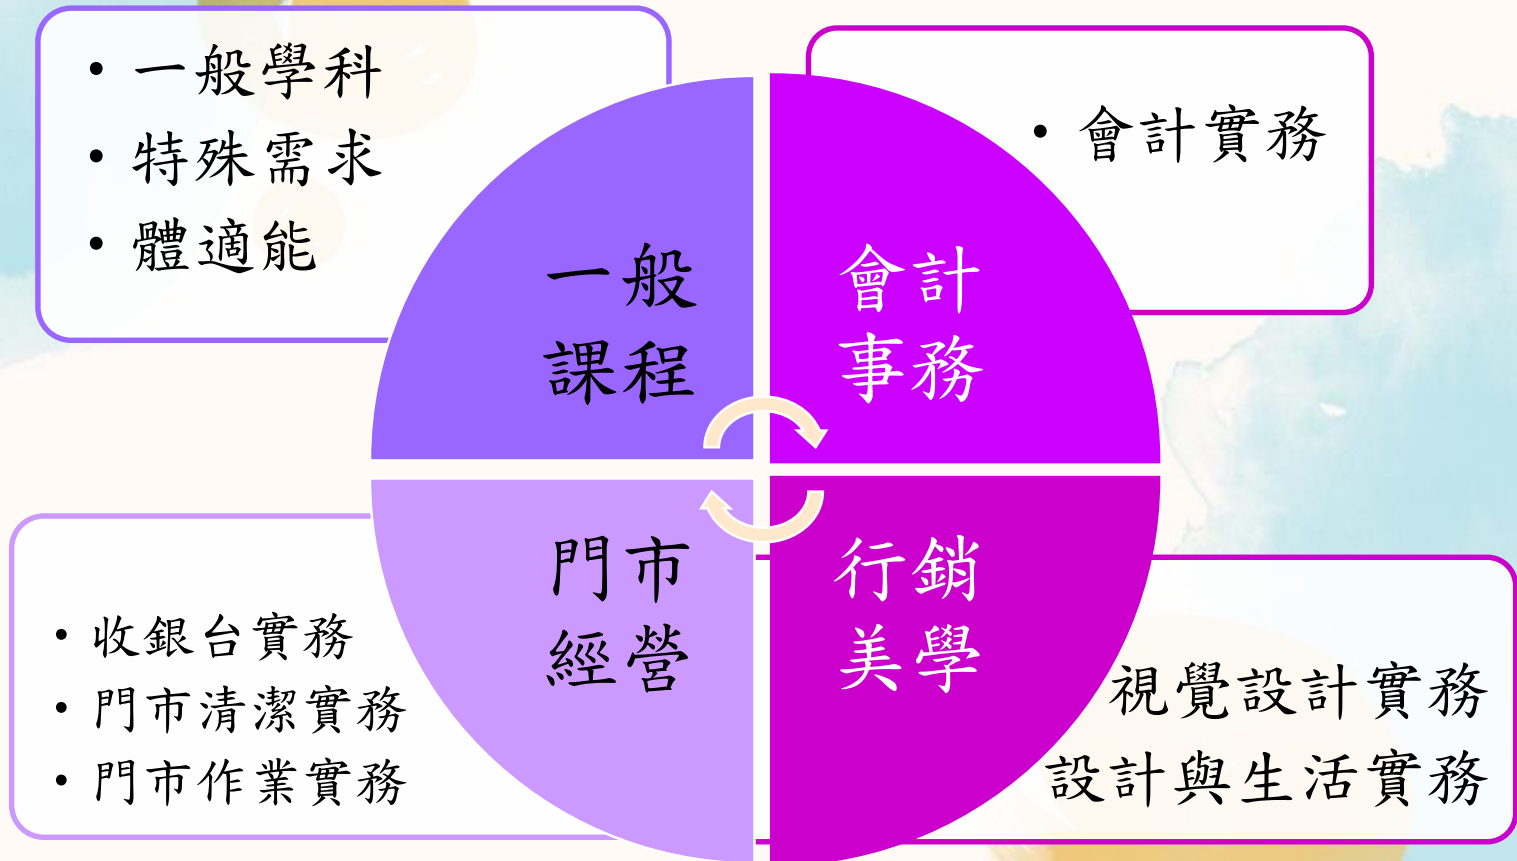 • 一般學科
• 特殊需求
• 體適能
一般
課程
會計
事務
• 會計實務
門市
經營
• 收銀台實務
• 門市清潔實務
• 門市作業實務
行銷
美學
視覺設計實務
設計與生活實務